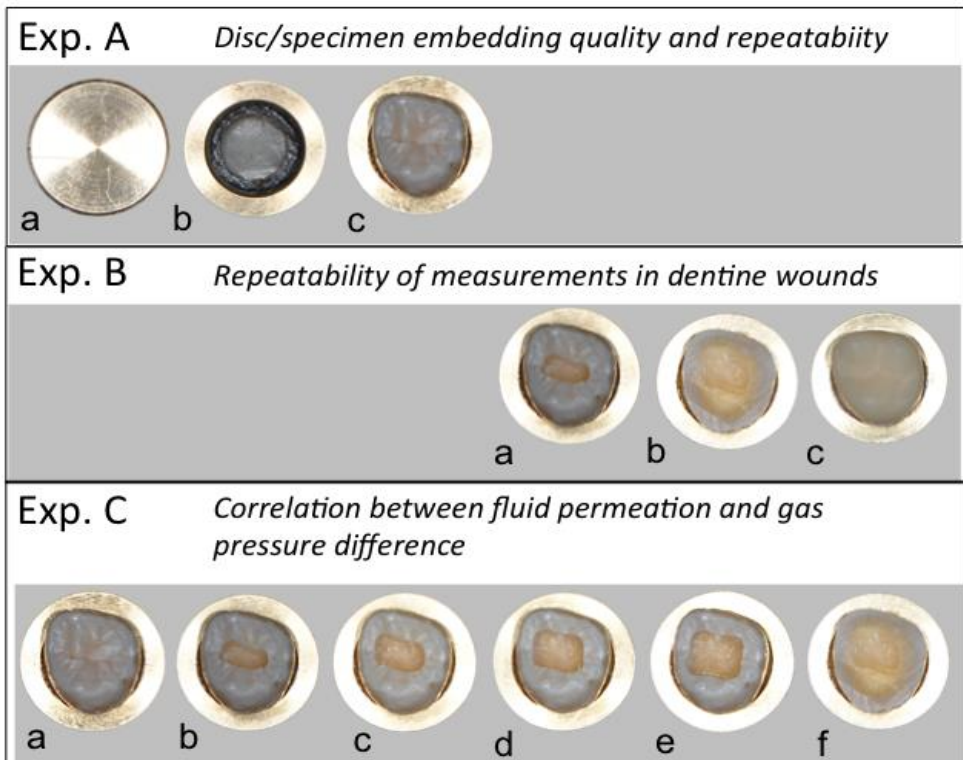 Exp. A
Disc/specimen embedding quality and repeatabiity
a b c
Exp. B
Repeatability of measurements in dentine wounds
a b c
Exp. C
Correlation between fluid permeation and gas
pressure difference
a b c d e f